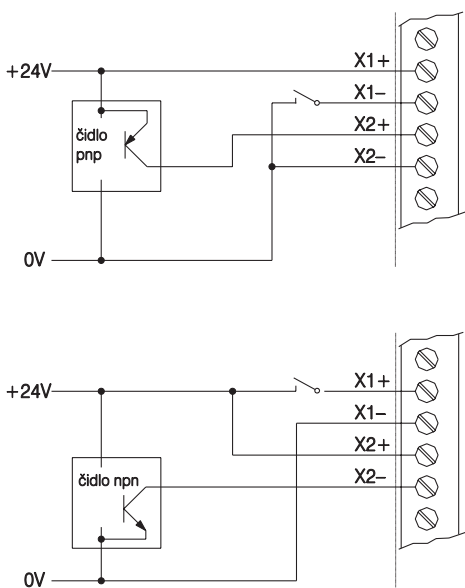 X1+
+24V
X1–
čidlo
pnp
X2+
X2–
0V
X1+
+24V
X1–
X2+
čidlo npn
X2–
0V